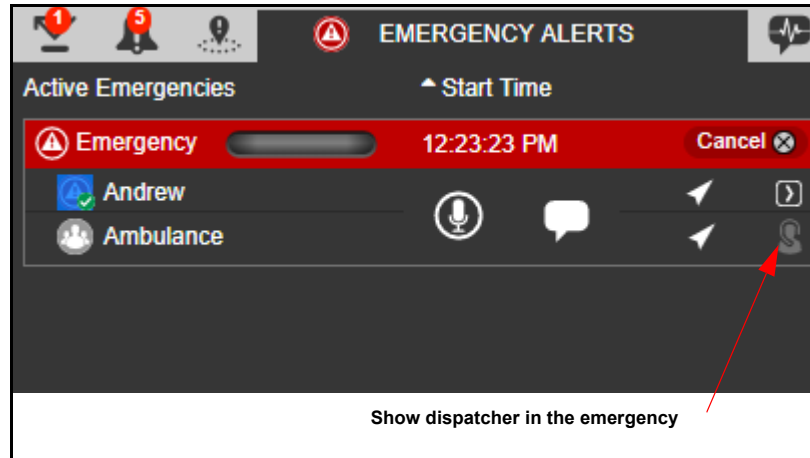 1 5 EMERGENCY ALERTS
Active Emergencies Start Time
Emergency 12:23:23 PM Cancel
Andrew
Ambulance
Show dispatcher in the emergency